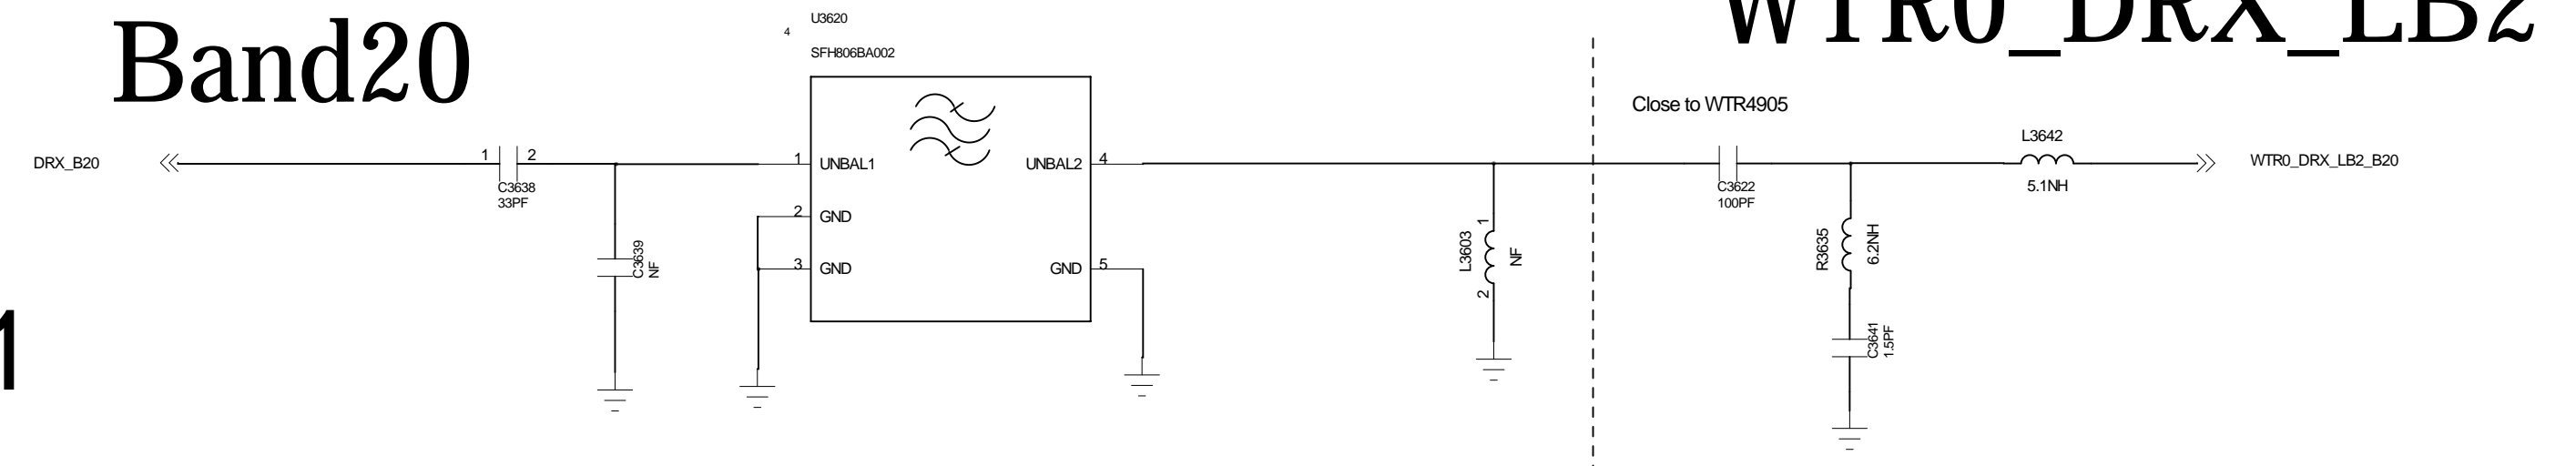 WTR0_DRX_LB2
Band20
U3620
4
SFH806BA002
Close to WTR4905
DRX_B20
1
2
C3638
33PF
1
UNBAL1
UNBAL2
4
C3622
100PF
L3642
5.1NH
WTR0_DRX_LB2_B20
2
GND
3
GND
GND
5
C3639
NF
L3603
1
2
NF
R3635
6.2NH
C3641
1.5PF
1